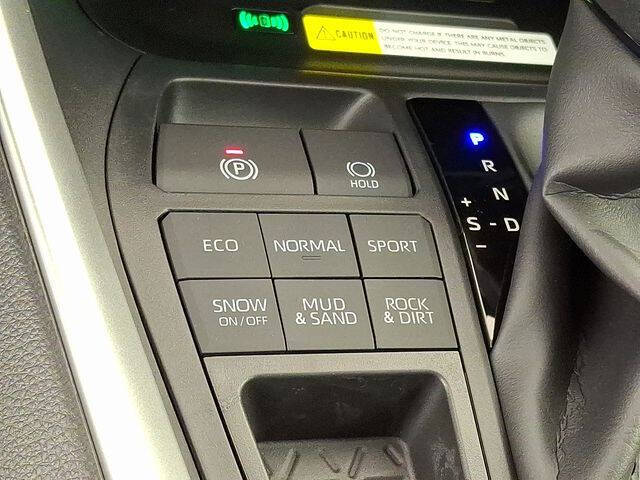 CAUTION
DO NOT CHARGE IF THERE ARE ANY METAL OBJECTS
UNDER YOUR DEVICE. THIS MAY CAUSE OBJECTS TO
BECOME HOT AND RESULT IN BURNS.
P
HOLD
P
R
N
+
S - D
–
ECO
NORMAL
SPORT
SNOW
ON/OFF
MUD
& SAND
ROCK
& DIRT